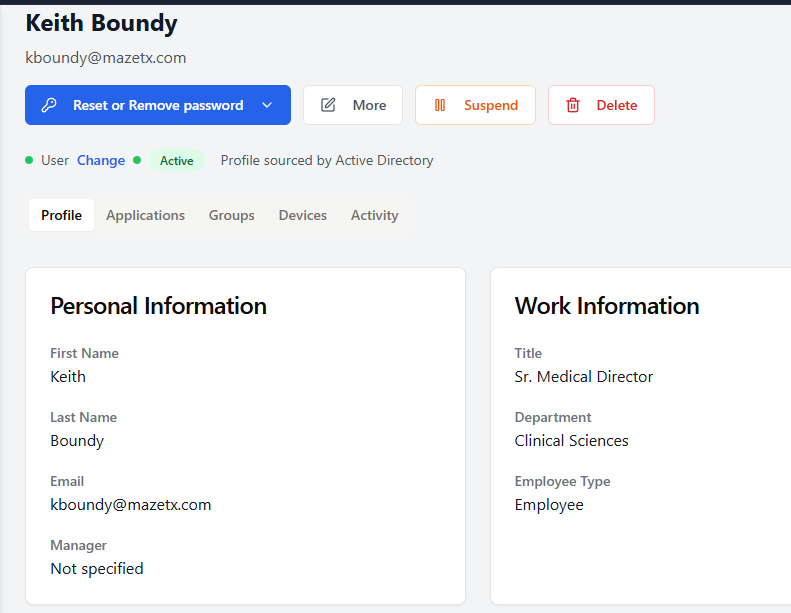 Keith Boundy
kboundy@mazetx.com
Reset or Remove password
More
Suspend
Delete
User Change Active Profile sourced by Active Directory
Profile Applications Groups Devices Activity
Personal Information
First Name
Keith
Last Name
Boundy
Email
kboundy@mazetx.com
Manager
Not specified
Work Information
Title
Sr. Medical Director
Department
Clinical Sciences
Employee Type
Employee